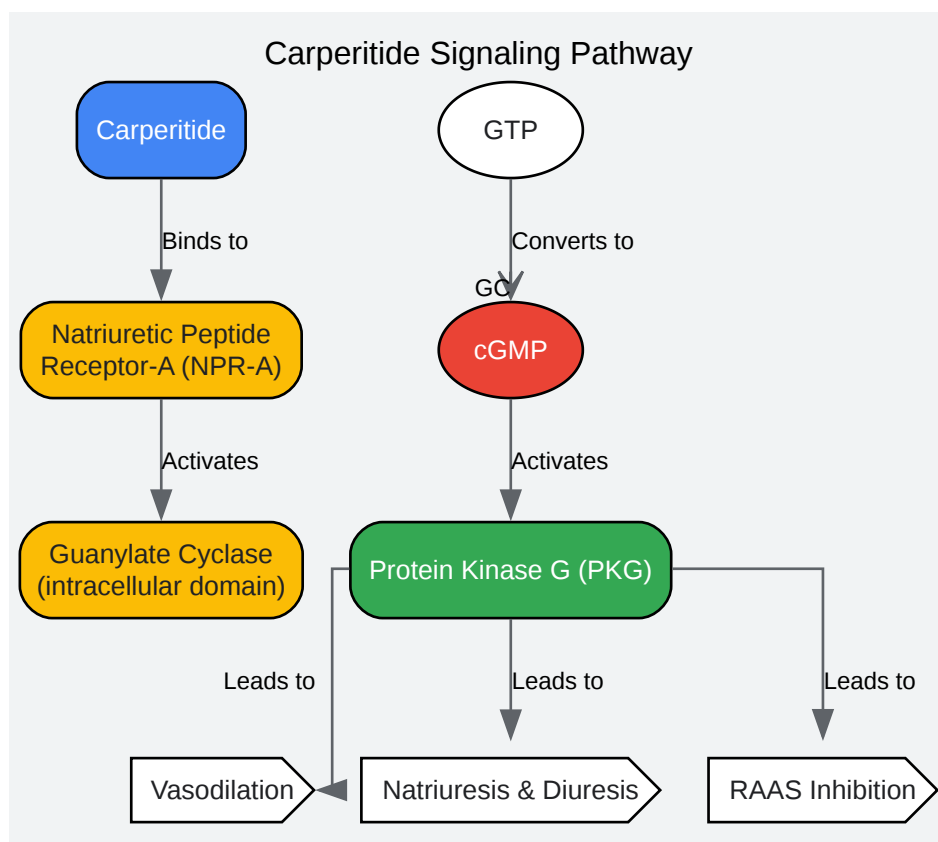 Carperitide Signaling Pathway
Carperitide
GTP
Binds to
Converts to
GC
Natriuretic Peptide
Receptor-A (NPR-A)
cGMP
Activates
Activates
Guanylate Cyclase
(intracellular domain)
Protein Kinase G (PKG)
Leads to
Leads to
Leads to
Vasodilation
Natriuresis & Diuresis
RAAS Inhibition